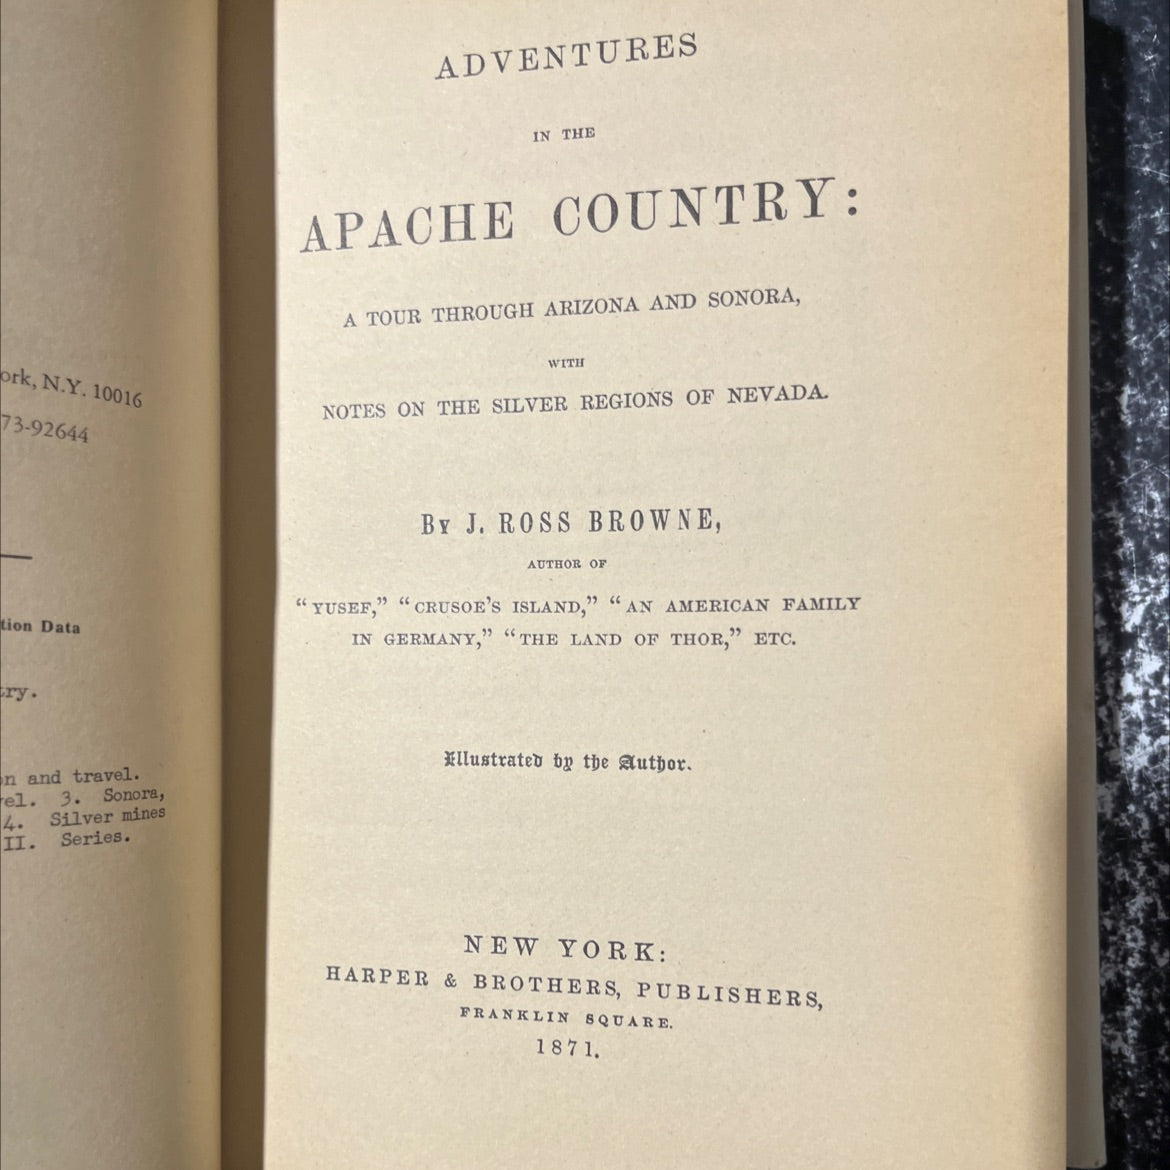 ork, N.Y. 10016
73-92644
tion Data
ry.
on and travel.
el. 3. Sonora,
4. Silver mines
II. Series.
ADVENTURES
IN THE
APACHE COUNTRY:
A TOUR THROUGH ARIZONA AND SONORA,
WITH
NOTES ON THE SILVER REGIONS OF NEVADA.
By J. ROSS BROWNE,
AUTHOR OF
"YUSEF," "CRUSOE'S ISLAND," "AN AMERICAN FAMILY
IN GERMANY," "THE LAND OF THOR," ETC.
Illustrated by the Author.
NEW YORK:
HARPER & BROTHERS, PUBLISHERS,
FRANKLIN SQUARE.
1871.